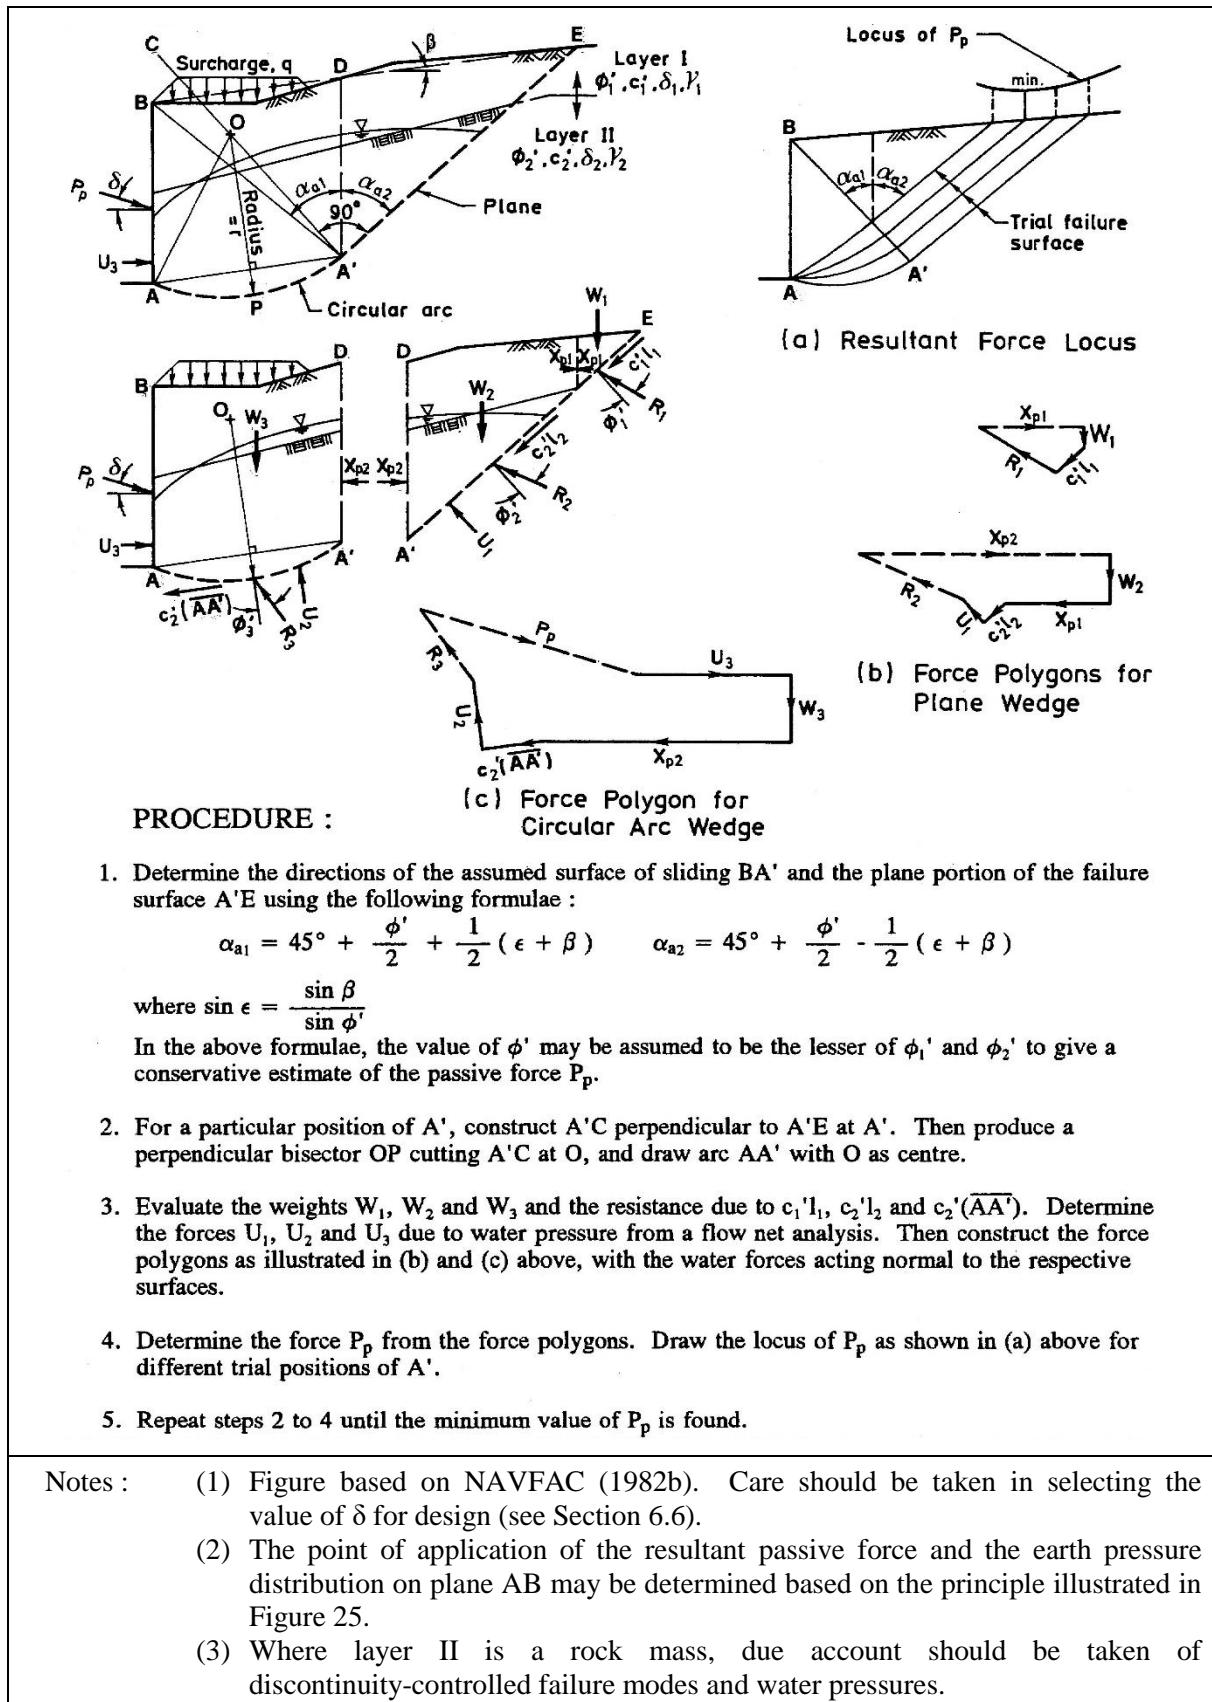 C
Surcharge, q
D
β
E
Layer I
ϕ₁', c₁', δ₁, γ₁
B
O
Layer II
ϕ₂', c₂', δ₂, γ₂
Pp
δ
αa1
αa2
90°
Radius
= r
Plane
U₃
A
A'
P
Circular arc
Locus of Pp
min.
B
αa1
αa2
Trial failure
surface
A
A'
(a) Resultant Force Locus
B
D
O
W₃
Pp
δ
U₃
A
A'
c₂'(AA̅')
ϕ₃'
R₃
U₂
Xp2
Xp2
D
W₁
E
Xp1
Xp1
c₁'l₁
W₂
R₁
ϕ₁'
c₂'l₂
R₂
ϕ₂'
A'
U₁
Xp1
W₁
R₁
c₁'l₁
Xp2
W₂
R₂
U₁
c₂'l₂
Xp1
(b) Force Polygons for
Plane Wedge
Pp
U₃
R₃
W₃
U₂
c₂'(AA̅')
Xp2
(c) Force Polygon for
Circular Arc Wedge
PROCEDURE :
1. Determine the directions of the assumed surface of sliding BA' and the plane portion of the failure
surface A'E using the following formulae :
αa1 = 45° + ϕ'/2 + 1/2 ( ϵ + β )    αa2 = 45° + ϕ'/2 - 1/2 ( ϵ + β )
where sin ϵ = sin β / sin ϕ'
In the above formulae, the value of ϕ' may be assumed to be the lesser of ϕ₁' and ϕ₂' to give a
conservative estimate of the passive force Pp.
2. For a particular position of A', construct A'C perpendicular to A'E at A'. Then produce a
perpendicular bisector OP cutting A'C at O, and draw arc AA' with O as centre.
3. Evaluate the weights W₁, W₂ and W₃ and the resistance due to c₁'l₁, c₂'l₂ and c₂'(AA̅'). Determine
the forces U₁, U₂ and U₃ due to water pressure from a flow net analysis. Then construct the force
polygons as illustrated in (b) and (c) above, with the water forces acting normal to the respective
surfaces.
4. Determine the force Pp from the force polygons. Draw the locus of Pp as shown in (a) above for
different trial positions of A'.
5. Repeat steps 2 to 4 until the minimum value of Pp is found.
Notes : (1) Figure based on NAVFAC (1982b). Care should be taken in selecting the
value of δ for design (see Section 6.6).
(2) The point of application of the resultant passive force and the earth pressure
distribution on plane AB may be determined based on the principle illustrated in
Figure 25.
(3) Where layer II is a rock mass, due account should be taken of
discontinuity-controlled failure modes and water pressures.